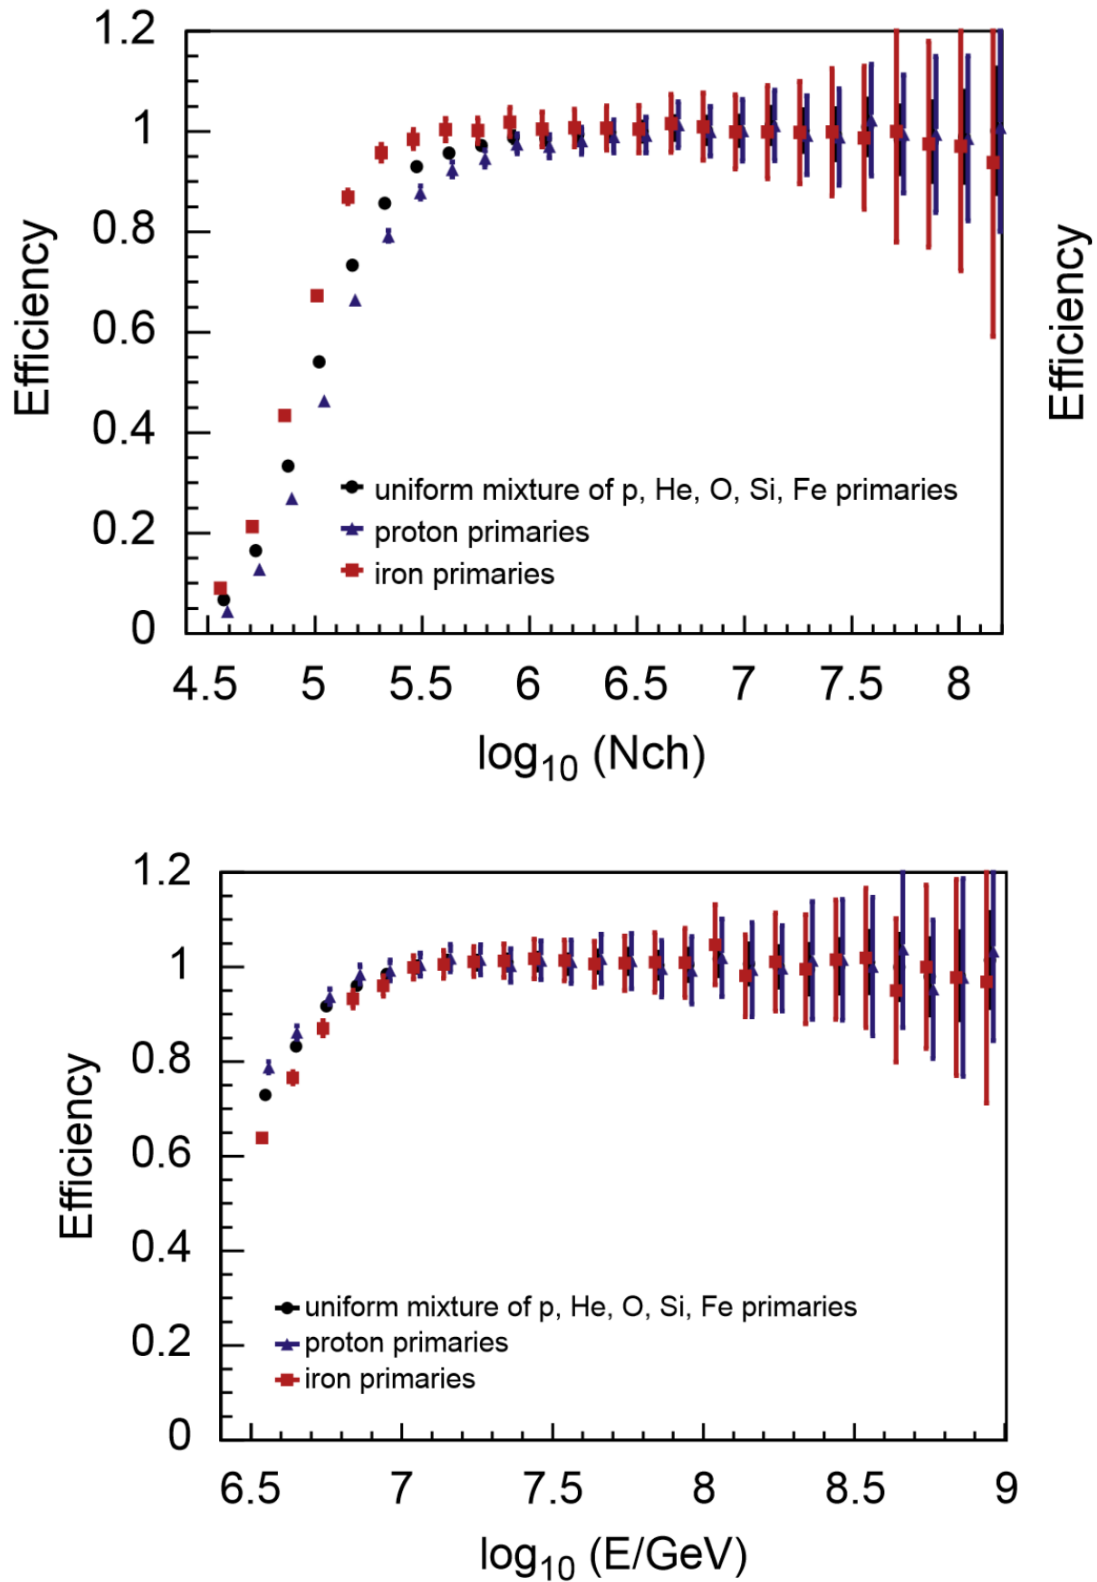 1.2
1
0.8
0.6
0.4
0.2
0
Efficiency
Efficiency
uniform mixture of p, He, O, Si, Fe primaries
proton primaries
iron primaries
4.5 5 5.5 6 6.5 7 7.5 8
log10 (Nch)
1.2
1
0.8
0.6
0.4
0.2
0
Efficiency
uniform mixture of p, He, O, Si, Fe primaries
proton primaries
iron primaries
6.5 7 7.5 8 8.5 9
log10 (E/GeV)